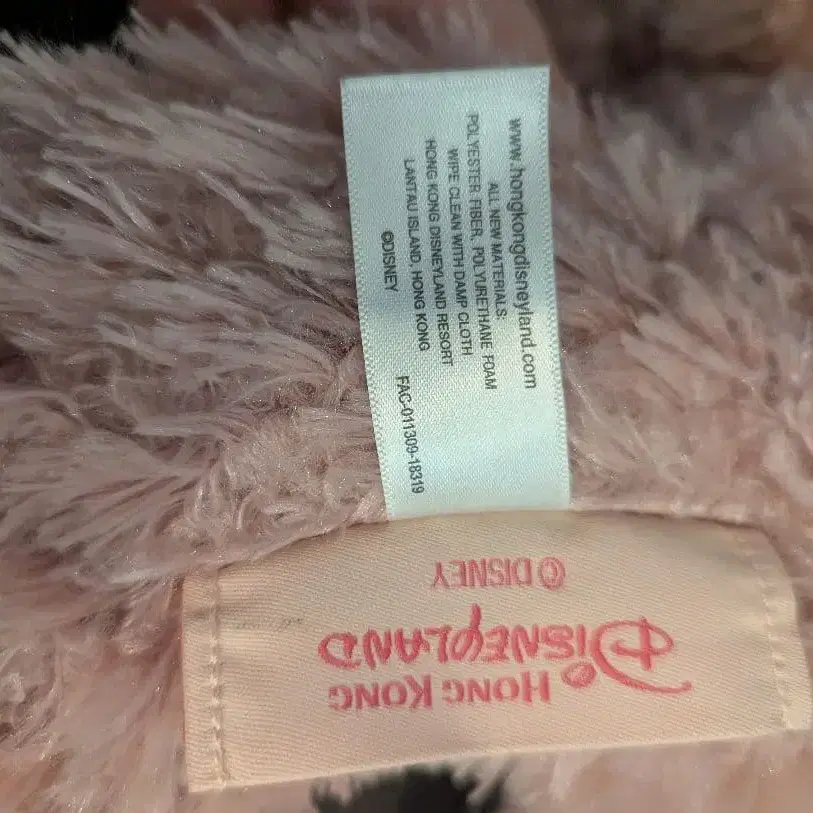 www.hongkongdisneyland.com
ALL NEW MATERIALS:
POLYESTER FIBER, POLYURETHANE FOAM
WIPE CLEAN WITH DAMP CLOTH
HONG KONG DISNEYLAND RESORT
LANTAU ISLAND, HONG KONG
©DISNEY
FAC-011309-18319
HONG KONG
DISNEYLAND
© DISNEY